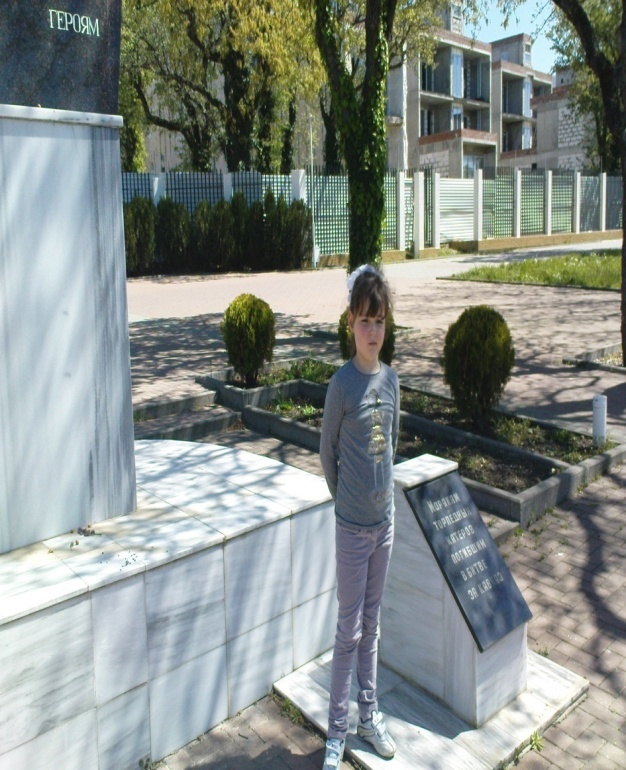 ГЕРОЯМ
МОРЯКАМ
ТОРПЕДНЫХ
КАТЕРОВ
ПОГИБШИМ
В БИТВЕ
ЗА КАВКАЗ